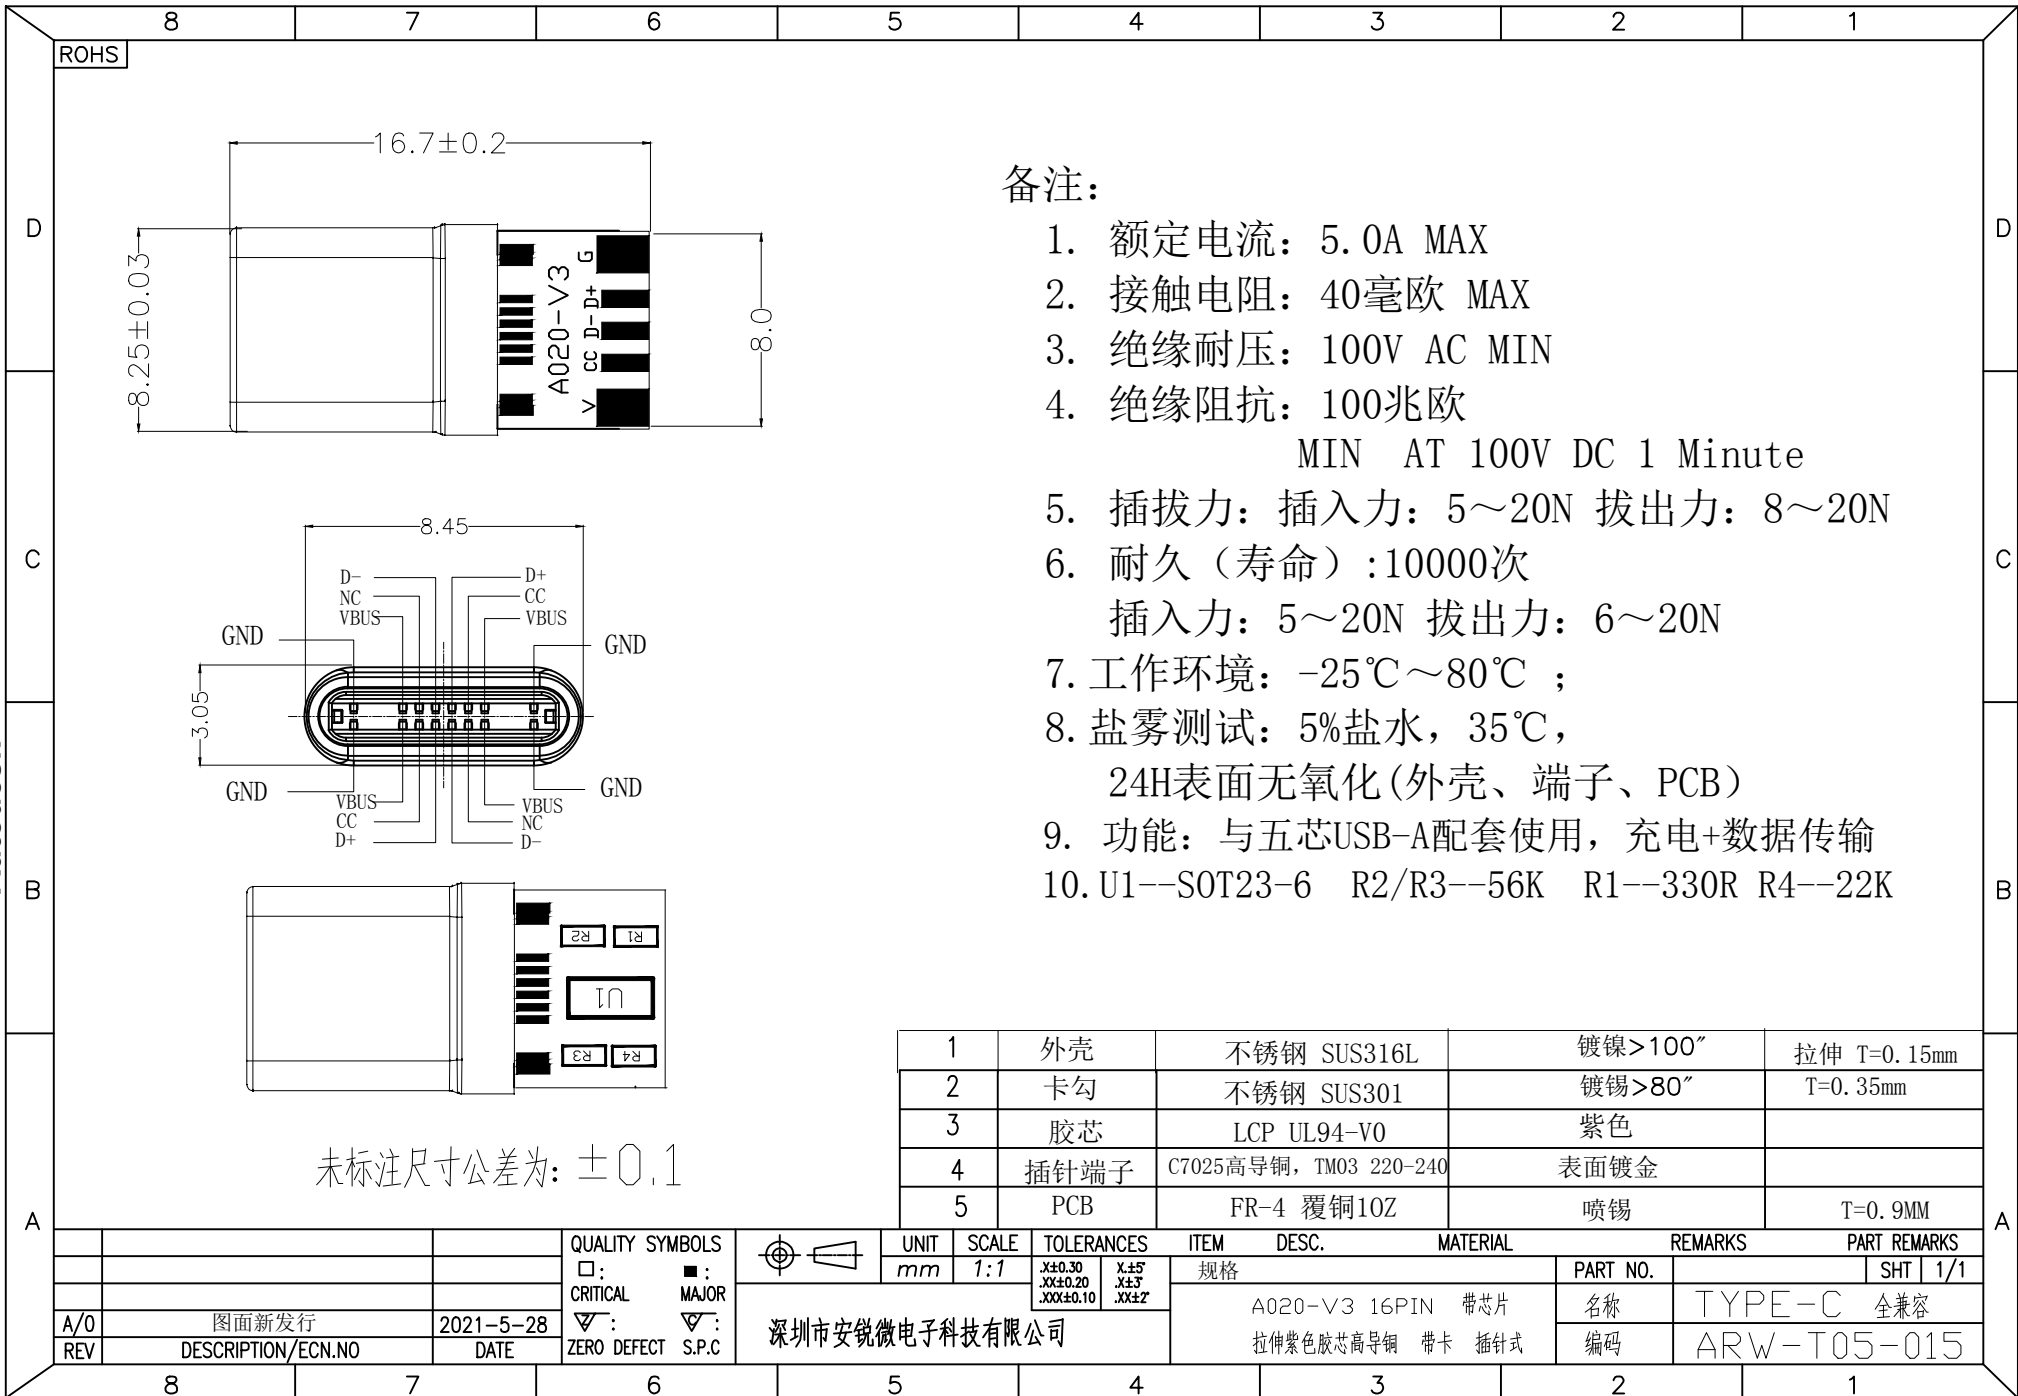 8 7 6 5 4 3 2 1
ROHS
16.7±0.2
8.25±0.03
8.0
A020-V3
G
D+
D-
CC
V
D
D
C
C
B
B
A
A
8.45
D- D+
NC CC
VBUS VBUS
GND GND
3.05
GND GND
VBUS VBUS
CC NC
D+ D-
R2 R1
U1
R3 R4
未标注尺寸公差为: ±0.1
备注:
1. 额定电流: 5.0A MAX
2. 接触电阻: 40毫欧 MAX
3. 绝缘耐压: 100V AC MIN
4. 绝缘阻抗: 100兆欧
MIN AT 100V DC 1 Minute
5. 插拔力: 插入力: 5～20N 拔出力: 8～20N
6. 耐久（寿命）:10000次
插入力: 5～20N 拔出力: 6～20N
7.工作环境: -25℃～80℃ ;
8.盐雾测试: 5%盐水, 35℃,
24H表面无氧化(外壳、端子、PCB）
9. 功能: 与五芯USB-A配套使用, 充电+数据传输
10.U1--SOT23-6 R2/R3--56K R1--330R R4--22K
1 外壳 不锈钢 SUS316L 镀镍>100″ 拉伸 T=0.15mm
2 卡勾 不锈钢 SUS301 镀锡>80″ T=0.35mm
3 胶芯 LCP UL94-V0 紫色
4 插针端子 C7025高导铜, TM03 220-240 表面镀金
5 PCB FR-4 覆铜1OZ 喷锡 T=0.9MM
ITEM DESC. MATERIAL REMARKS PART REMARKS
QUALITY SYMBOLS
□: ■:
CRITICAL MAJOR
Z : C :
ZERO DEFECT S.P.C
UNIT SCALE TOLERANCES
mm 1:1
.X±0.30 X.±5°
.XX±0.20 .X±3°
.XXX±0.10 .XX±2°
深圳市安锐微电子科技有限公司
规格
A020-V3 16PIN 带芯片
拉伸紫色胶芯高导铜 带卡 插针式
PART NO. SHT 1/1
名称 TYPE-C 全兼容
编码 ARW-T05-015
A/0 图面新发行 2021-5-28
REV DESCRIPTION/ECN.NO DATE
8 7 6 5 4 3 2 1